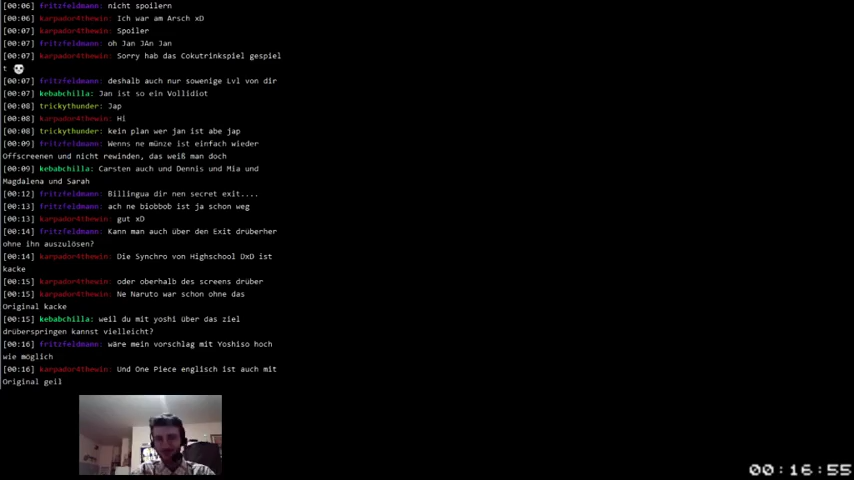 [00:06] fritzfeldmann: nicht spoilern
[00:06] karpador4thewin: Ich war am Arsch xD
[00:07] karpador4thewin: Spoiler
[00:07] fritzfeldmann: oh Jan JAn Jan
[00:07] karpador4thewin: Sorry hab das Cokutrinkspiel gespiel
t
[00:07] fritzfeldmann: deshalb auch nur sowenige Lvl von dir
[00:07] kebabchilla: Jan ist so ein Vollidiot
[00:08] trickythunder: Jap
[00:08] karpador4thewin: Hi
[00:08] trickythunder: kein plan wer jan ist abe jap
[00:09] fritzfeldmann: Wenns ne münze ist einfach wieder
Offscreenen und nicht rewinden, das weiß man doch
[00:09] kebabchilla: Carsten auch und Dennis und Mia und
Magdalena und Sarah
[00:12] fritzfeldmann: Billingua dir nen secret exit....
[00:13] fritzfeldmann: ach ne biobbob ist ja schon weg
[00:13] karpador4thewin: gut xD
[00:14] fritzfeldmann: Kann man auch über den Exit drüberher
ohne ihn auszulösen?
[00:14] karpador4thewin: Die Synchro von Highschool DxD ist
kacke
[00:15] karpador4thewin: oder oberhalb des screens drüber
[00:15] karpador4thewin: Ne Naruto war schon ohne das
Original kacke
[00:15] kebabchilla: weil du mit yoshi über das ziel
drüberspringen kannst vielleicht?
[00:16] fritzfeldmann: wäre mein vorschlag mit Yoshiso hoch
wie möglich
[00:16] karpador4thewin: Und One Piece englisch ist auch mit
Original geil
00:16:55